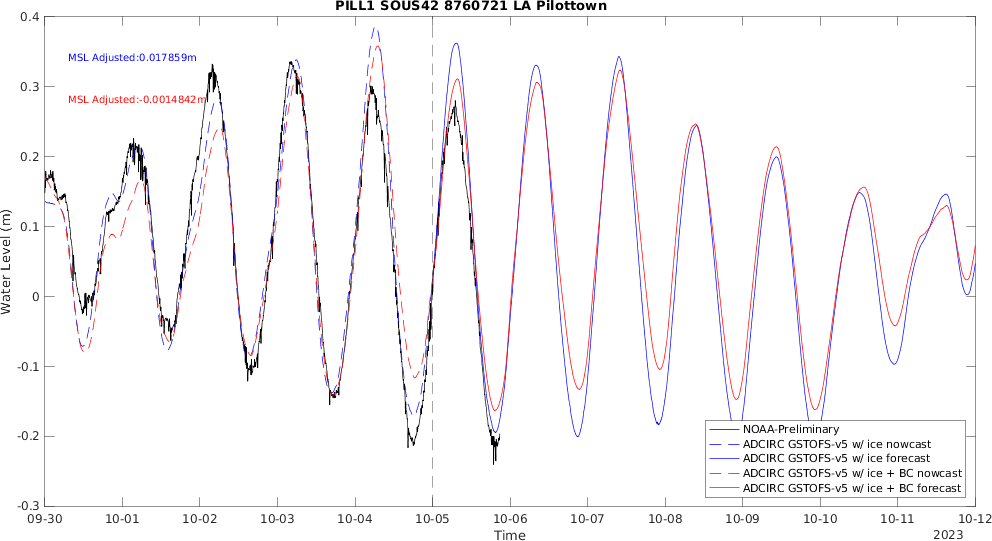 PILL1 SOUS42 8760721 LA Pilottown
0.4
0.3
0.2
0.1
0
-0.1
-0.2
-0.3
Water Level (m)
MSL Adjusted:0.017859m
MSL Adjusted:-0.0014842m
NOAA-Preliminary
ADCIRC GSTOFS-v5 w/ ice nowcast
ADCIRC GSTOFS-v5 w/ ice forecast
ADCIRC GSTOFS-v5 w/ ice + BC nowcast
ADCIRC GSTOFS-v5 w/ ice + BC forecast
09-30 10-01 10-02 10-03 10-04 10-05 10-06 10-07 10-08 10-09 10-10 10-11 10-12
Time
2023